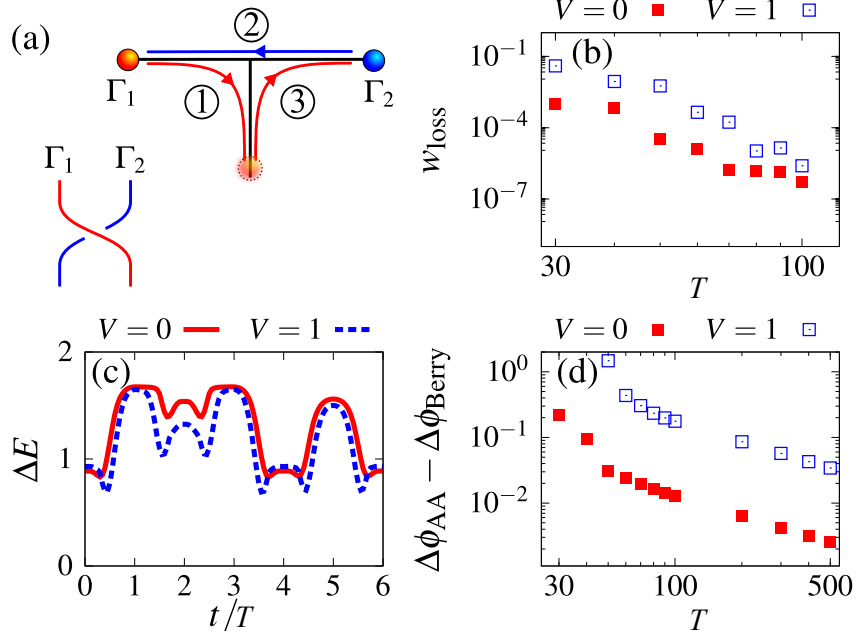 (a)
②
Γ₁
Γ₂
①
③
Γ₁ Γ₂
V = 0 V = 1
(b)
w_loss
10⁻¹
10⁻⁴
10⁻⁷
30 100
T
V = 0 V = 1
(c)
ΔE
2
1
0
0 1 2 3 4 5 6
t/T
V = 0 V = 1
(d)
Δϕ_AA − Δϕ_Berry
10⁰
10⁻¹
10⁻²
30 100 500
T